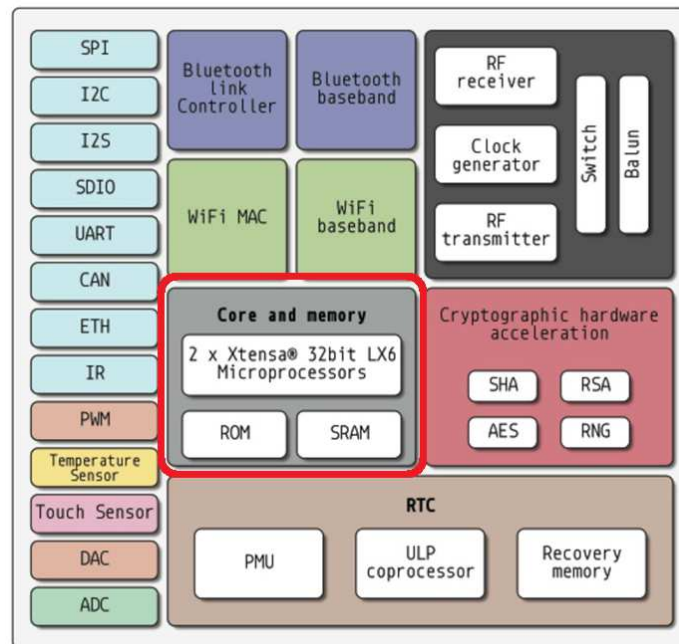 SPI
I2C
I2S
SDIO
UART
CAN
ETH
IR
PWM
Temperature
Sensor
Touch Sensor
DAC
ADC
Bluetooth
link
Controller
Bluetooth
baseband
WiFi MAC
WiFi
baseband
RF
receiver
Clock
generator
RF
transmitter
Switch
Balun
Core and memory
2 x Xtensa® 32bit LX6
Microprocessors
ROM
SRAM
Cryptographic hardware
acceleration
SHA
RSA
AES
RNG
RTC
PMU
ULP
coprocessor
Recovery
memory